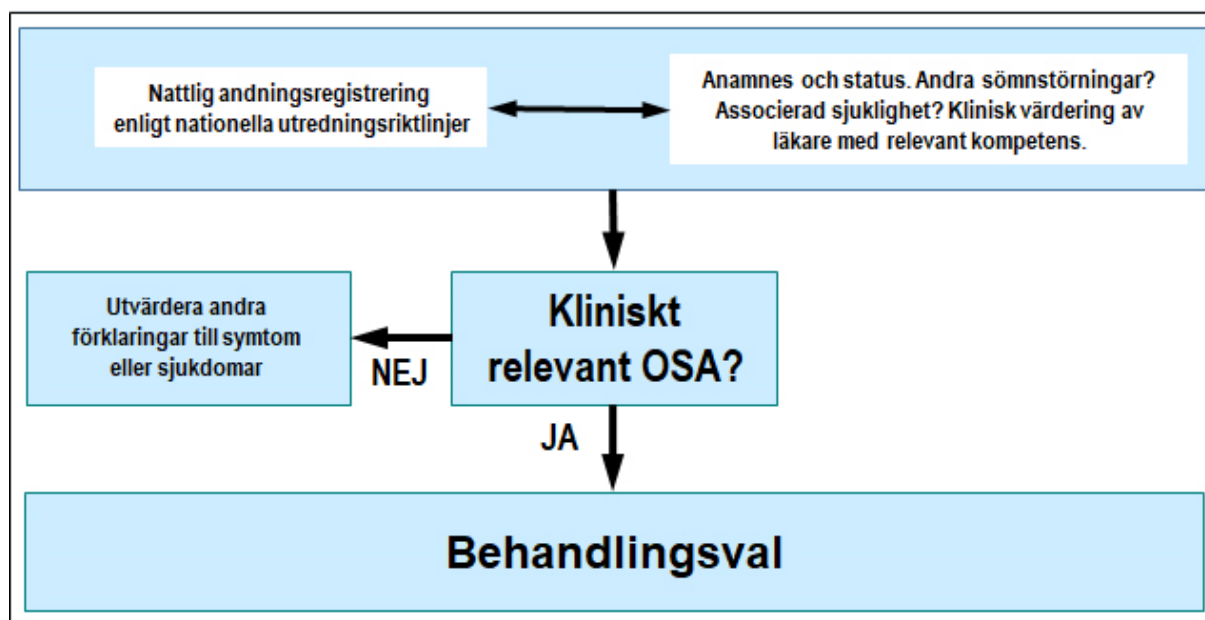 Nattlig andningsregistrering
enligt nationella utredningsriktlinjer
Anamnes och status. Andra sömnstörningar?
Associerad sjuklighet? Klinisk värdering av
läkare med relevant kompetens.
Utvärdera andra
förklaringar till symtom
eller sjukdomar
NEJ
Kliniskt
relevant OSA?
JA
Behandlingsval